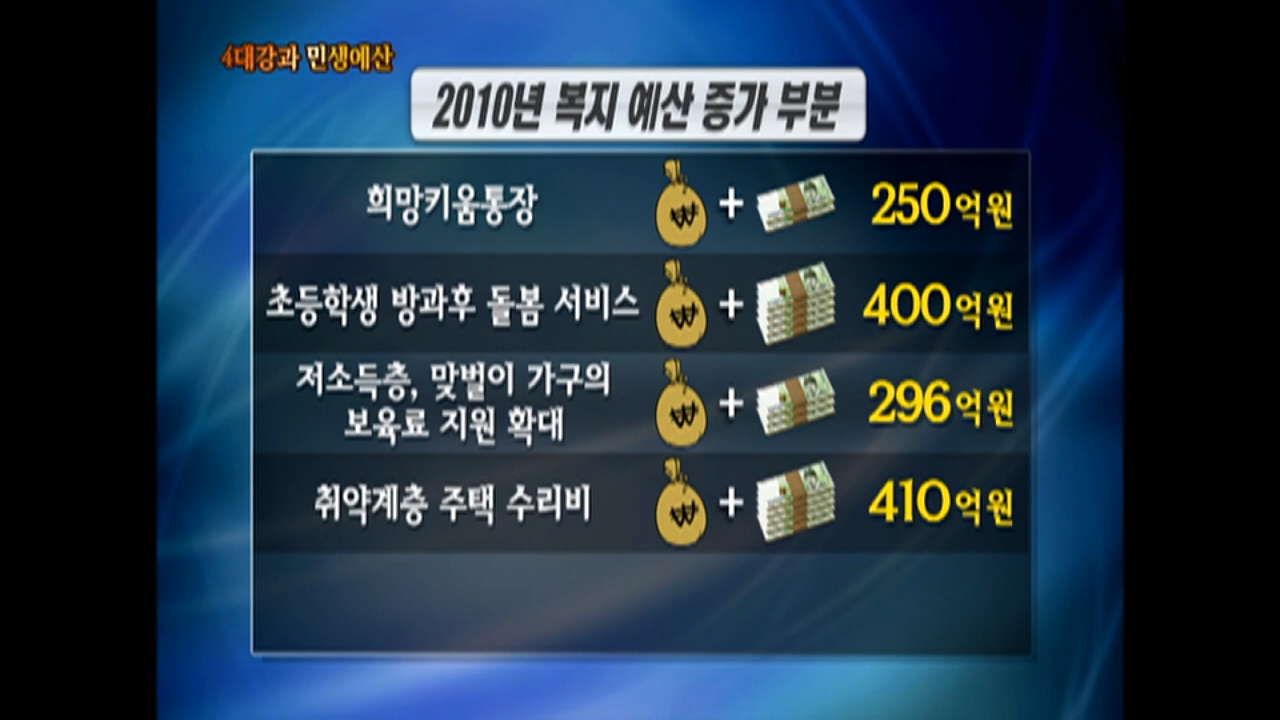 4대강과 민생예산
2010년 복지 예산 증가 부분
희망키움통장 ₩ + 250억원
초등학생 방과후 돌봄 서비스 ₩ + 400억원
저소득층, 맞벌이 가구의
보육료 지원 확대 ₩ + 296억원
취약계층 주택 수리비 ₩ + 410억원